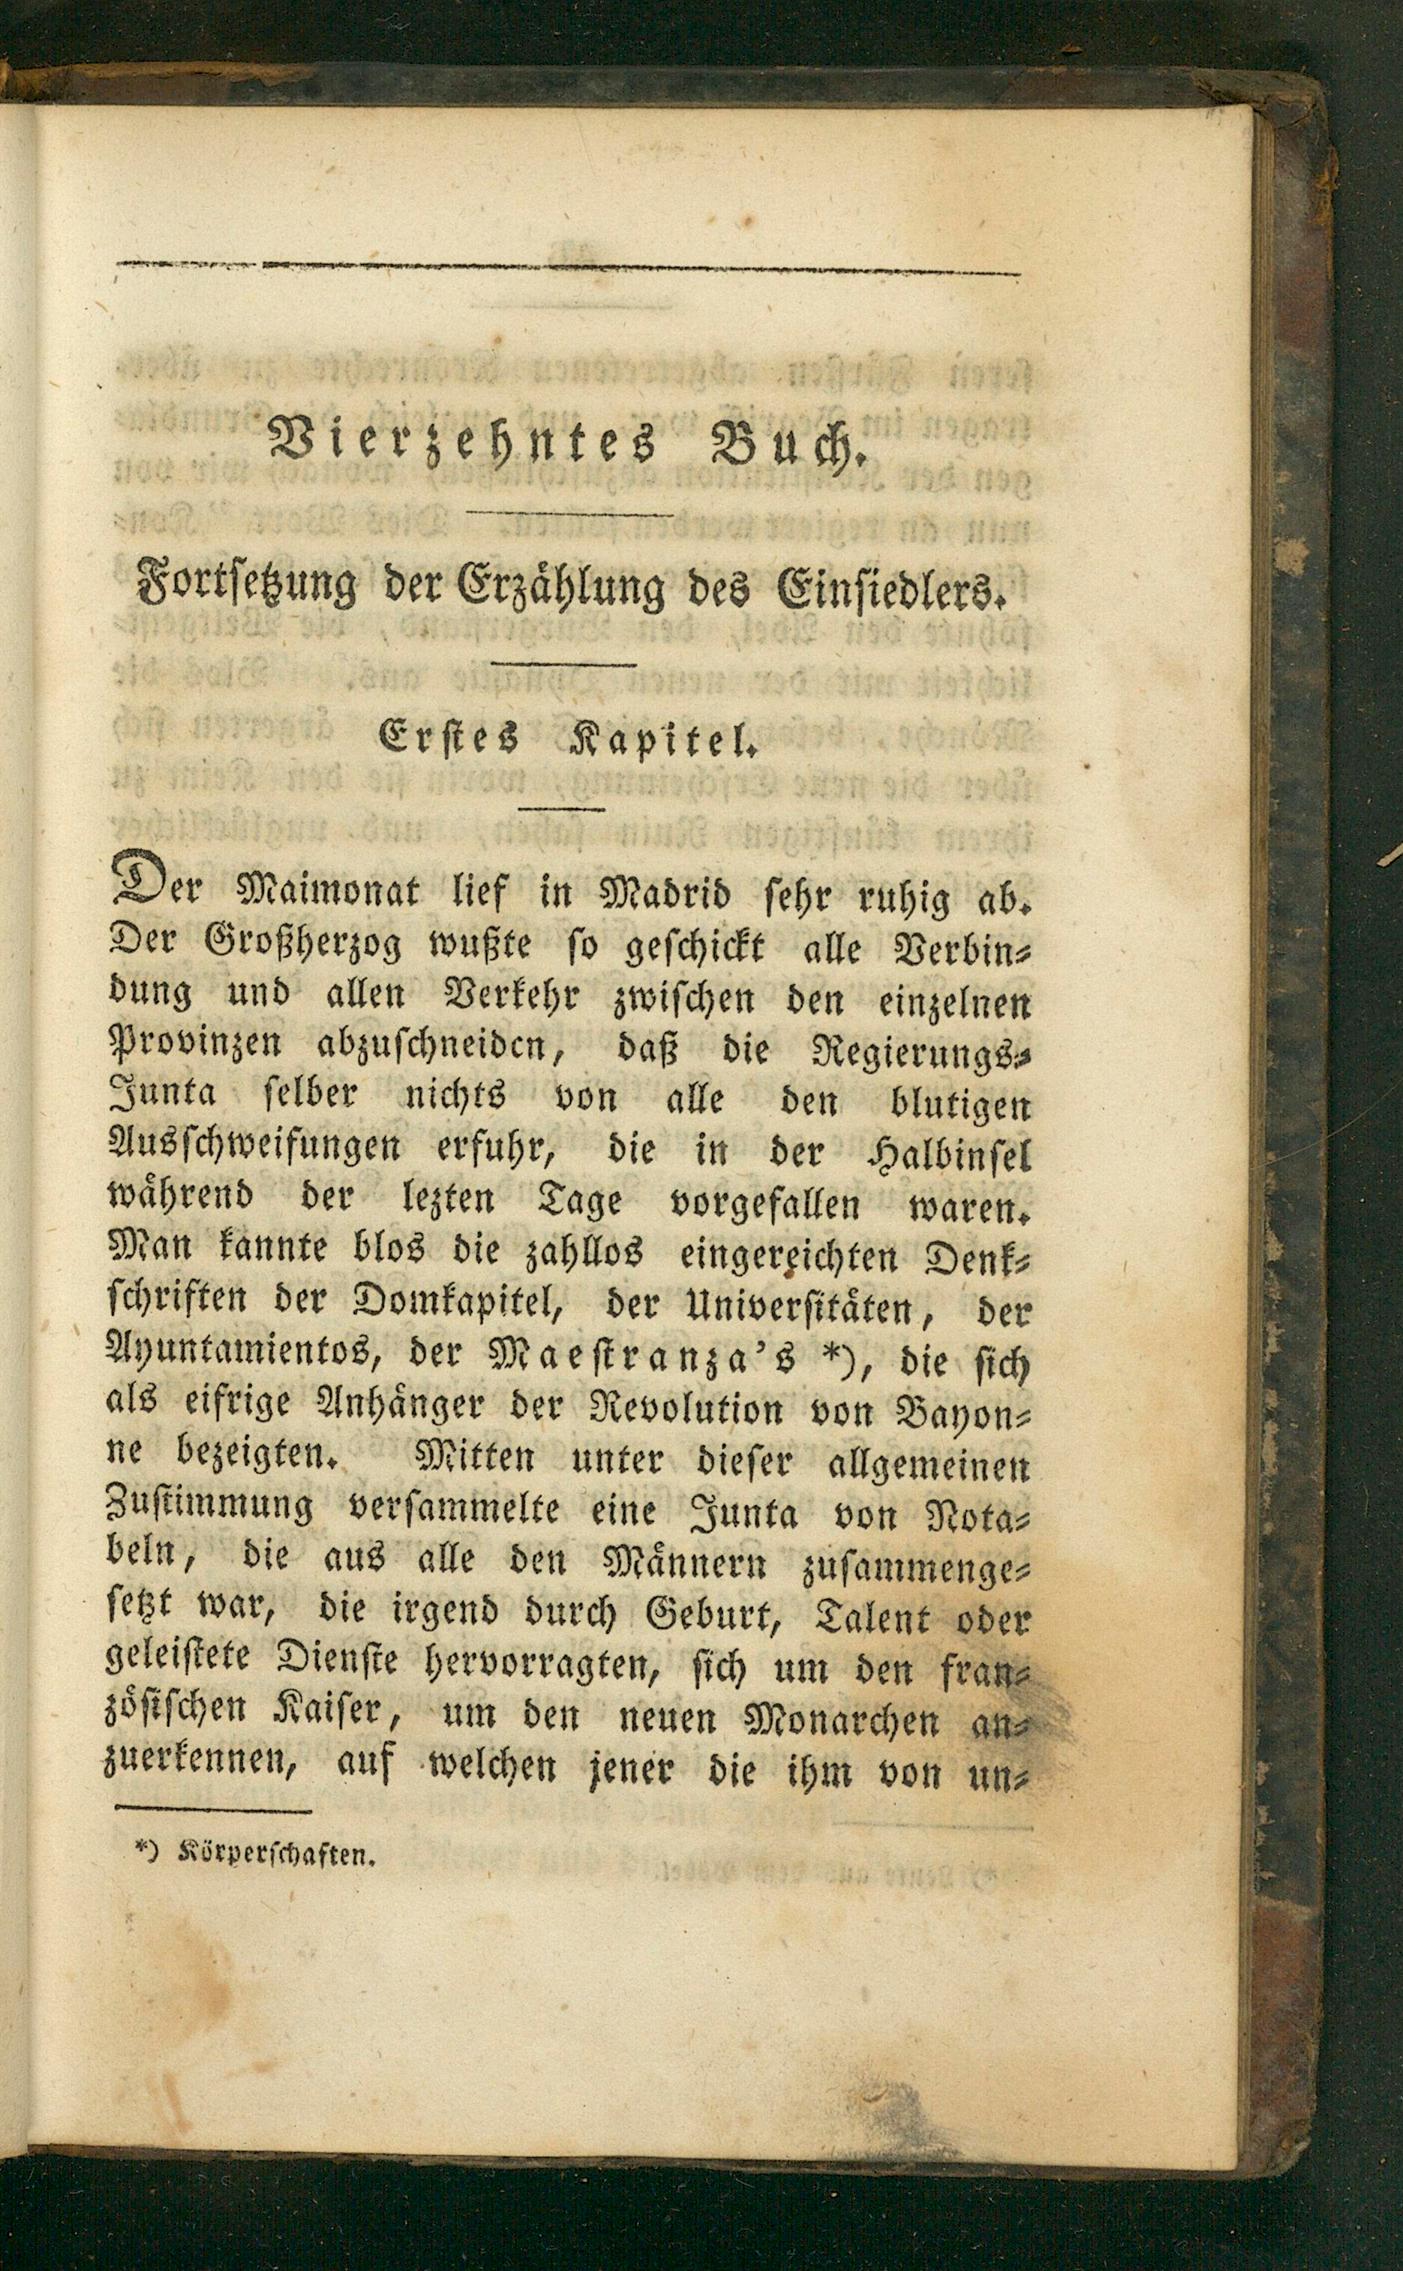 Vierzehntes Buch.
Fortsetzung der Erzählung des Einsiedlers.
Erstes Kapitel.
Der Maimonat lief in Madrid sehr ruhig ab.
Der Großherzog wußte so geschickt alle Verbin-
dung und allen Verkehr zwischen den einzelnen
Provinzen abzuschneiden, daß die Regierungs-
Junta selber nichts von alle den blutigen
Ausschweifungen erfuhr, die in der Halbinsel
während der lezten Tage vorgefallen waren.
Man kannte blos die zahllos eingereichten Denk-
schriften der Domkapitel, der Universitäten, der
Ayuntamientos, der Maestranza's *), die sich
als eifrige Anhänger der Revolution von Bayon-
ne bezeigten. Mitten unter dieser allgemeinen
Zustimmung versammelte eine Junta von Nota-
beln, die aus alle den Männern zusammenge-
setzt war, die irgend durch Geburt, Talent oder
geleistete Dienste hervorragten, sich um den fran-
zösischen Kaiser, um den neuen Monarchen an-
zuerkennen, auf welchen jener die ihm von un-
*) Körperschaften.